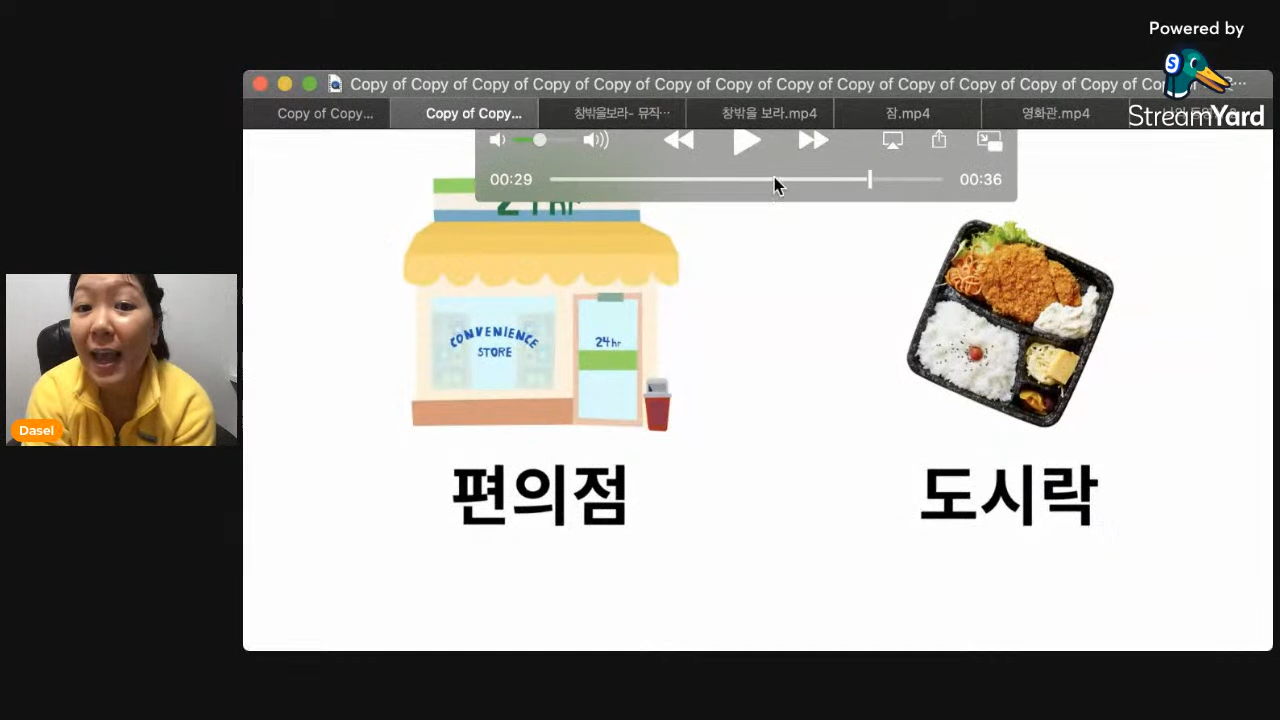 Powered by
StreamYard
Copy of Copy of Copy of Copy of Copy of Copy of Copy of Copy of Copy of Copy of Copy of Copy of Copy of Co
Copy of Copy...
Copy of Copy...
창밖을보라- 뮤직...
창밖을 보라.mp4
잠.mp4
영화관.mp4
00:29
00:36
CONVENIENCE
STORE
24hr
Dasel
편의점
도시락